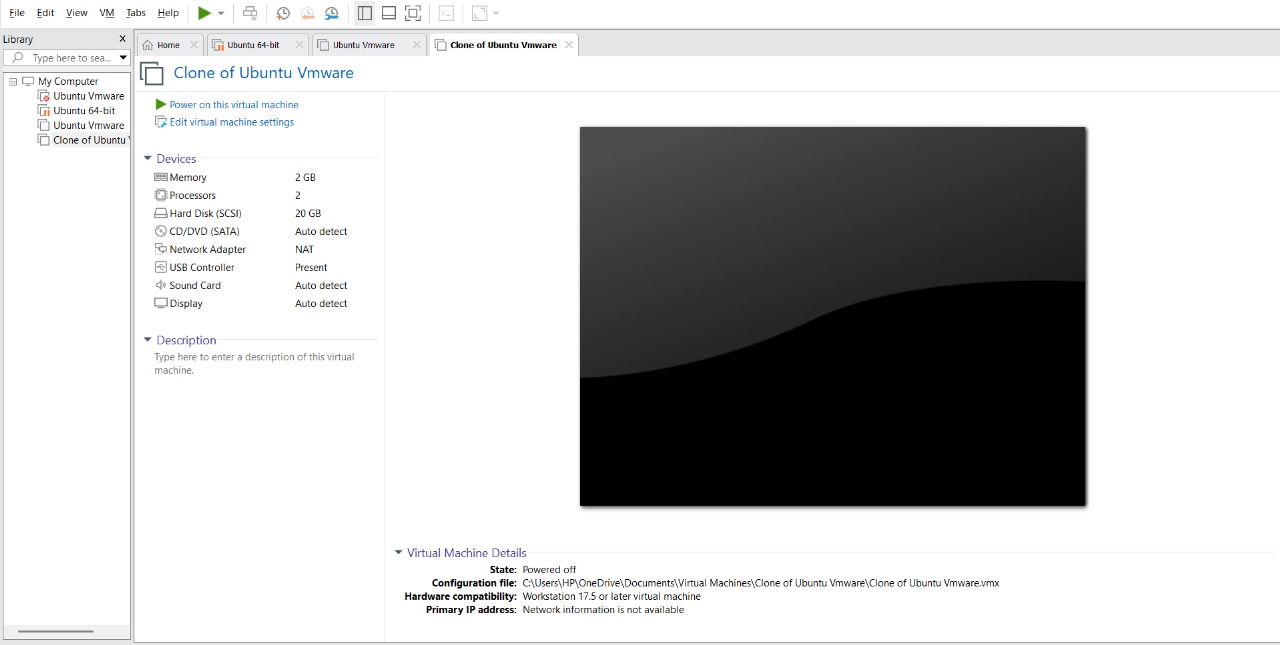 File Edit View VM Tabs Help
Library
Type here to sea...
My Computer
Ubuntu Vmware
Ubuntu 64-bit
Ubuntu Vmware
Clone of Ubuntu
Home
Ubuntu 64-bit
Ubuntu Vmware
Clone of Ubuntu Vmware
Clone of Ubuntu Vmware
Power on this virtual machine
Edit virtual machine settings
Devices
Memory 2 GB
Processors 2
Hard Disk (SCSI) 20 GB
CD/DVD (SATA) Auto detect
Network Adapter NAT
USB Controller Present
Sound Card Auto detect
Display Auto detect
Description
Type here to enter a description of this virtual
machine.
Virtual Machine Details
State: Powered off
Configuration file: C:\Users\HP\OneDrive\Documents\Virtual Machines\Clone of Ubuntu Vmware\Clone of Ubuntu Vmware.vmx
Hardware compatibility: Workstation 17.5 or later virtual machine
Primary IP address: Network information is not available